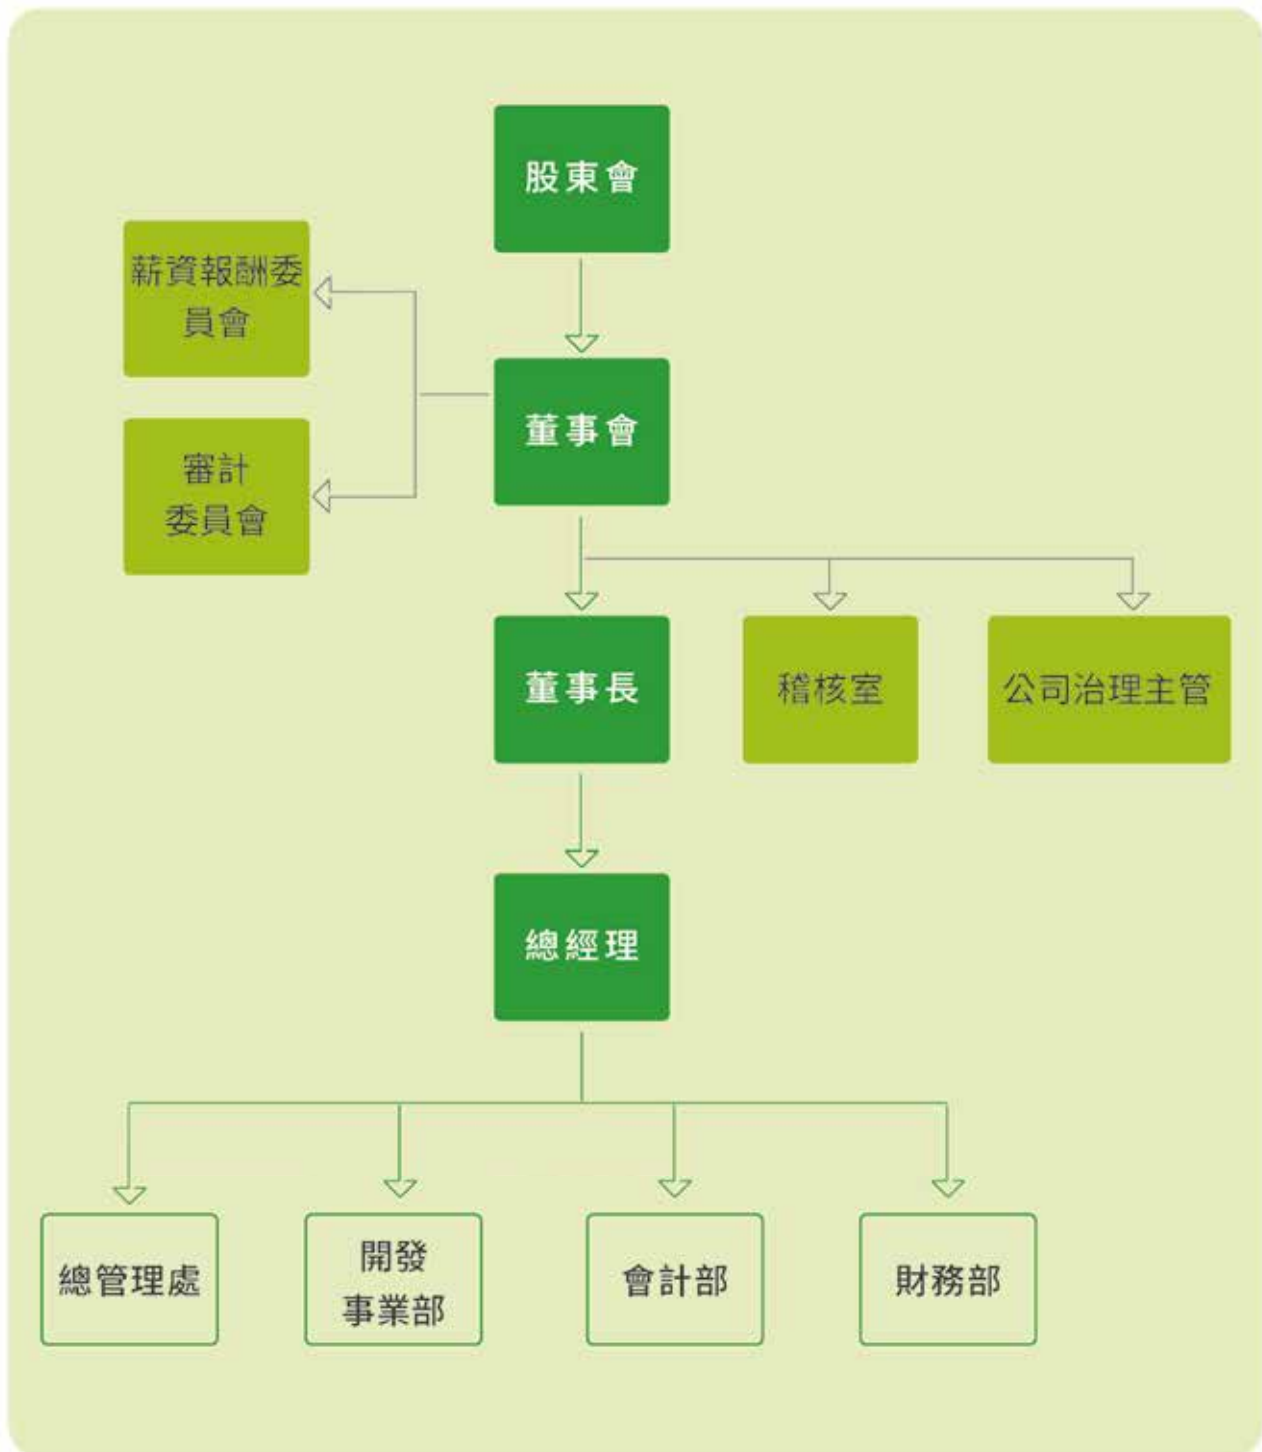 股東會
薪資報酬委
員會
董事會
審計
委員會
董事長
稽核室
公司治理主管
總經理
總管理處
開發
事業部
會計部
財務部